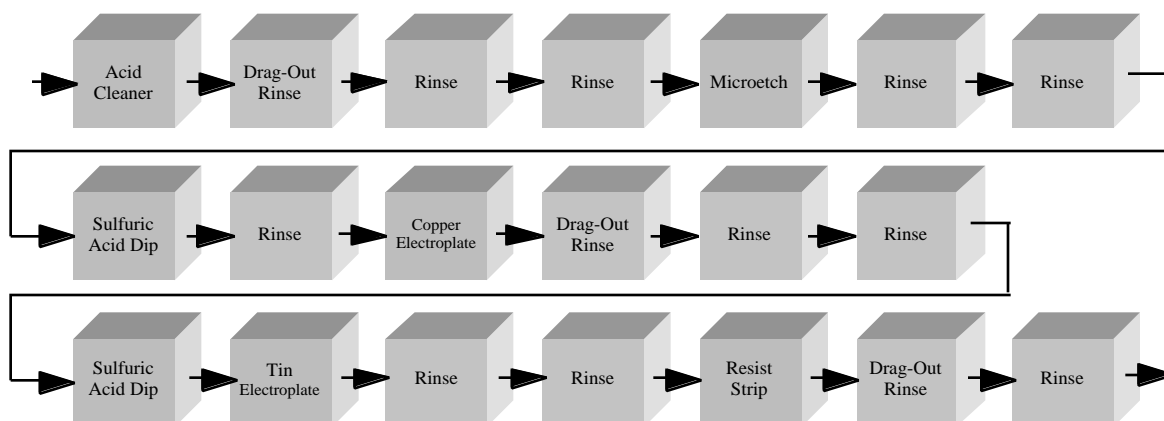 Acid
Cleaner
Drag-Out
Rinse
Rinse
Rinse
Microetch
Rinse
Rinse
Sulfuric
Acid Dip
Rinse
Copper
Electroplate
Drag-Out
Rinse
Rinse
Rinse
Sulfuric
Acid Dip
Tin
Electroplate
Rinse
Rinse
Resist
Strip
Drag-Out
Rinse
Rinse